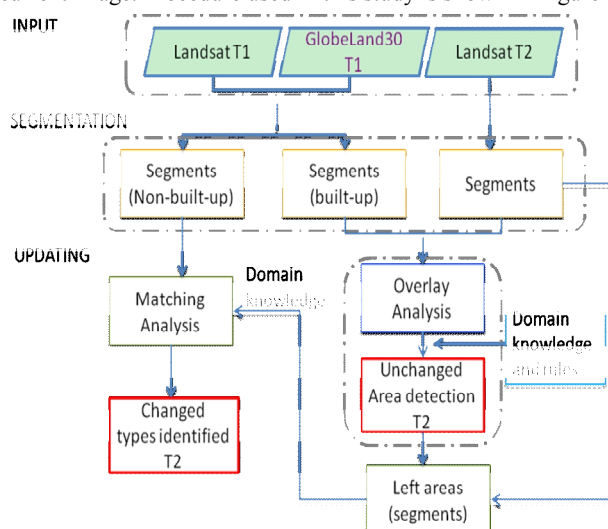 INPUT
Landsat T1
GlobeLand30
T1
Landsat T2
SEGMENTATION
Segments
(Non-built-up)
Segments
(built-up)
Segments
UPDATING
Matching
Analysis
Domain
knowledge
Overlay
Analysis
Domain
knowledge
and rules
Unchanged
Area detection
T2
Changed
types identified
T2
Left areas
(segments)